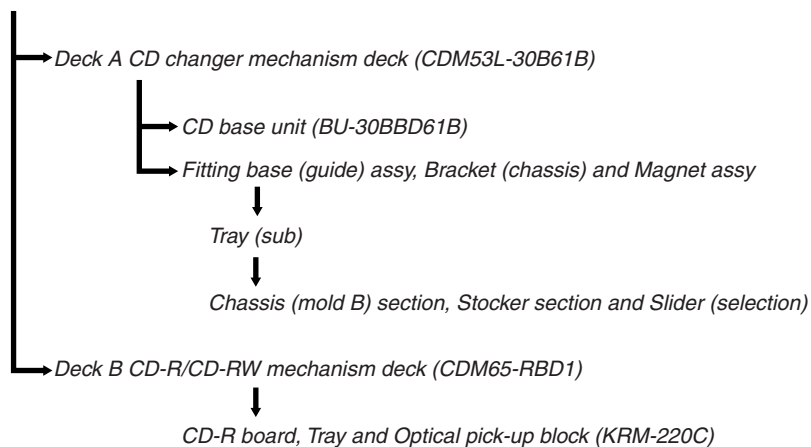 Deck A CD changer mechanism deck (CDM53L-30B61B)
CD base unit (BU-30BBD61B)
Fitting base (guide) assy, Bracket (chassis) and Magnet assy
Tray (sub)
Chassis (mold B) section, Stocker section and Slider (selection)
Deck B CD-R/CD-RW mechanism deck (CDM65-RBD1)
CD-R board, Tray and Optical pick-up block (KRM-220C)